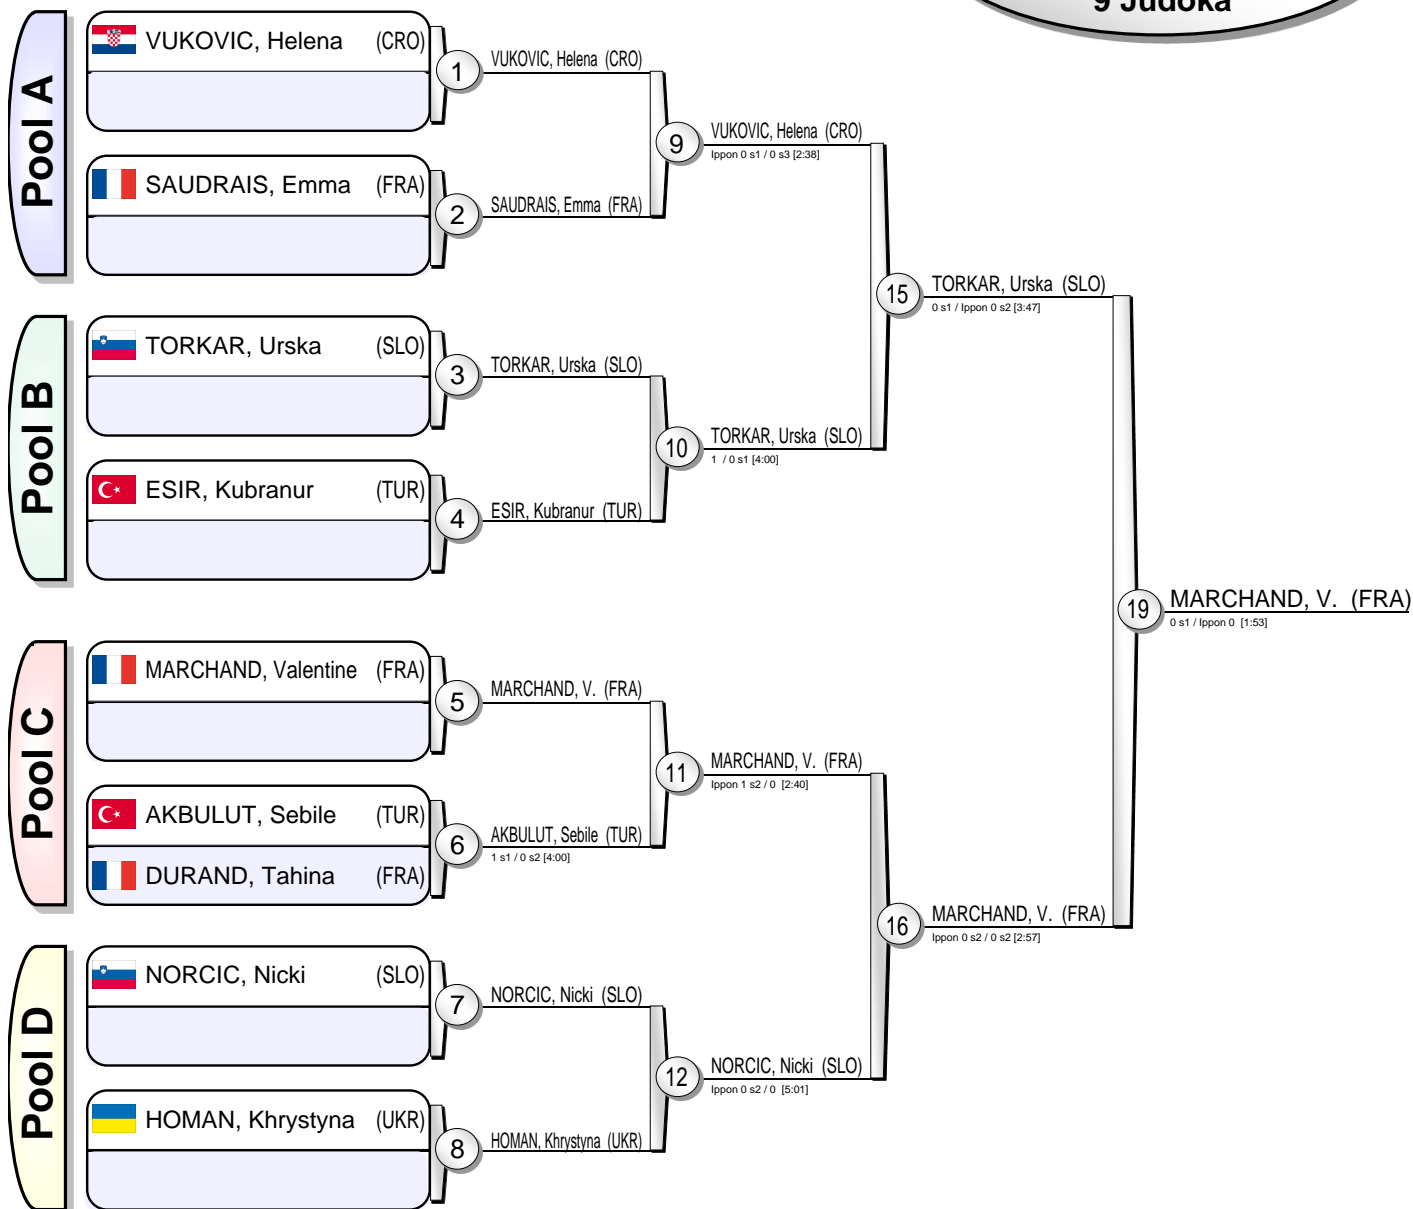 9 Judoka
Pool A
VUKOVIC, Helena (CRO)
1
VUKOVIC, Helena (CRO)
SAUDRAIS, Emma (FRA)
2
SAUDRAIS, Emma (FRA)
9
VUKOVIC, Helena (CRO)
Ippon 0 s1 / 0 s3 [2:38]
Pool B
TORKAR, Urska (SLO)
3
TORKAR, Urska (SLO)
ESIR, Kubranur (TUR)
4
ESIR, Kubranur (TUR)
10
TORKAR, Urska (SLO)
1 / 0 s1 [4:00]
15
TORKAR, Urska (SLO)
0 s1 / Ippon 0 s2 [3:47]
Pool C
MARCHAND, Valentine (FRA)
5
MARCHAND, V. (FRA)
AKBULUT, Sebile (TUR)
DURAND, Tahina (FRA)
6
AKBULUT, Sebile (TUR)
1 s1 / 0 s2 [4:00]
11
MARCHAND, V. (FRA)
Ippon 1 s2 / 0 [2:40]
Pool D
NORCIC, Nicki (SLO)
7
NORCIC, Nicki (SLO)
HOMAN, Khrystyna (UKR)
8
HOMAN, Khrystyna (UKR)
12
NORCIC, Nicki (SLO)
Ippon 0 s2 / 0 [5:01]
16
MARCHAND, V. (FRA)
Ippon 0 s2 / 0 s2 [2:57]
19
MARCHAND, V. (FRA)
0 s1 / Ippon 0 [1:53]